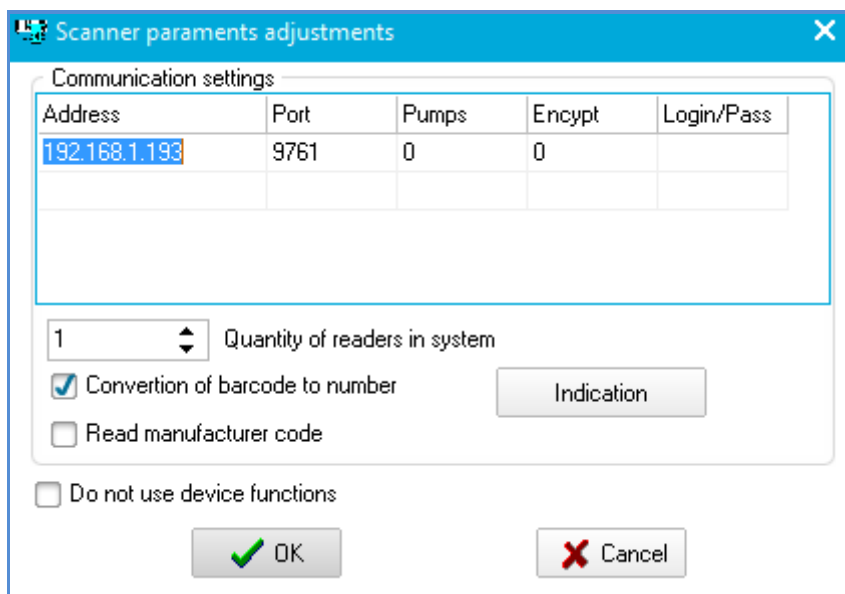 Scanner paraments adjustments
Communication settings
Address Port Pumps Encypt Login/Pass
192.168.1.193 9761 0 0
1 Quantity of readers in system
Convertion of barcode to number
Indication
Read manufacturer code
Do not use device functions
OK Cancel